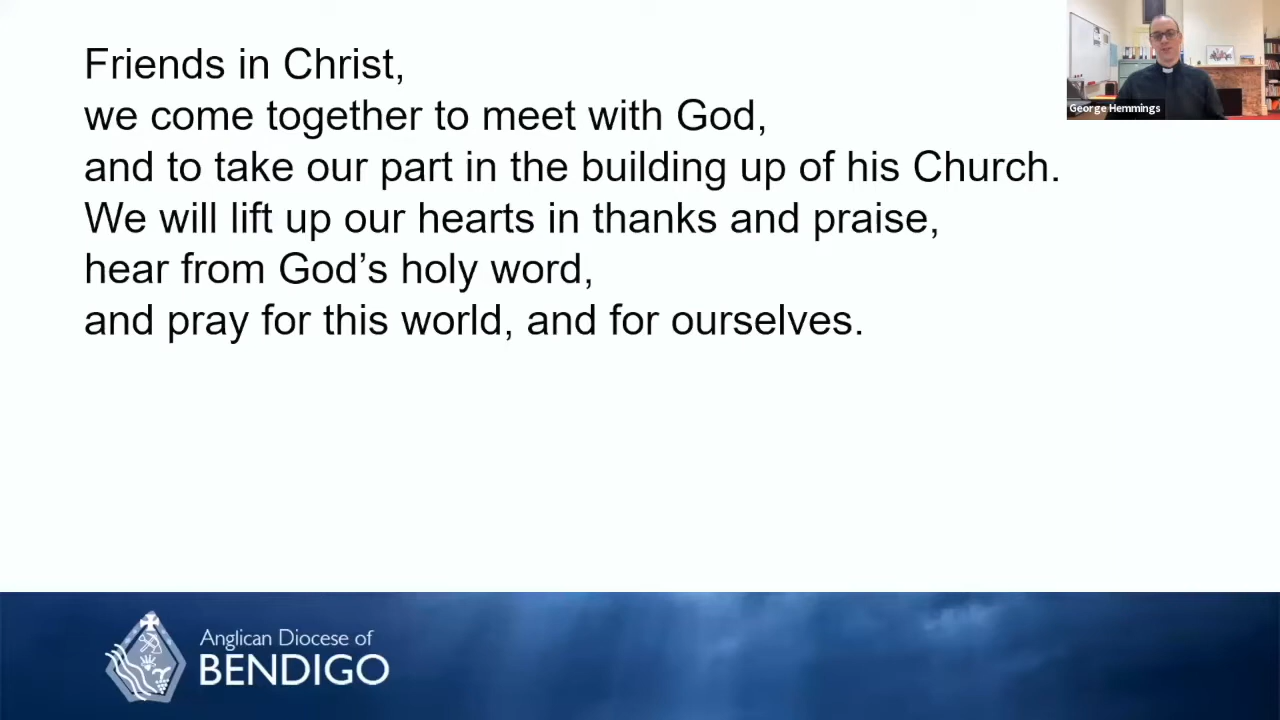 Friends in Christ,
we come together to meet with God,
and to take our part in the building up of his Church.
We will lift up our hearts in thanks and praise,
hear from God’s holy word,
and pray for this world, and for ourselves.
George Hemmings
Anglican Diocese of
BENDIGO